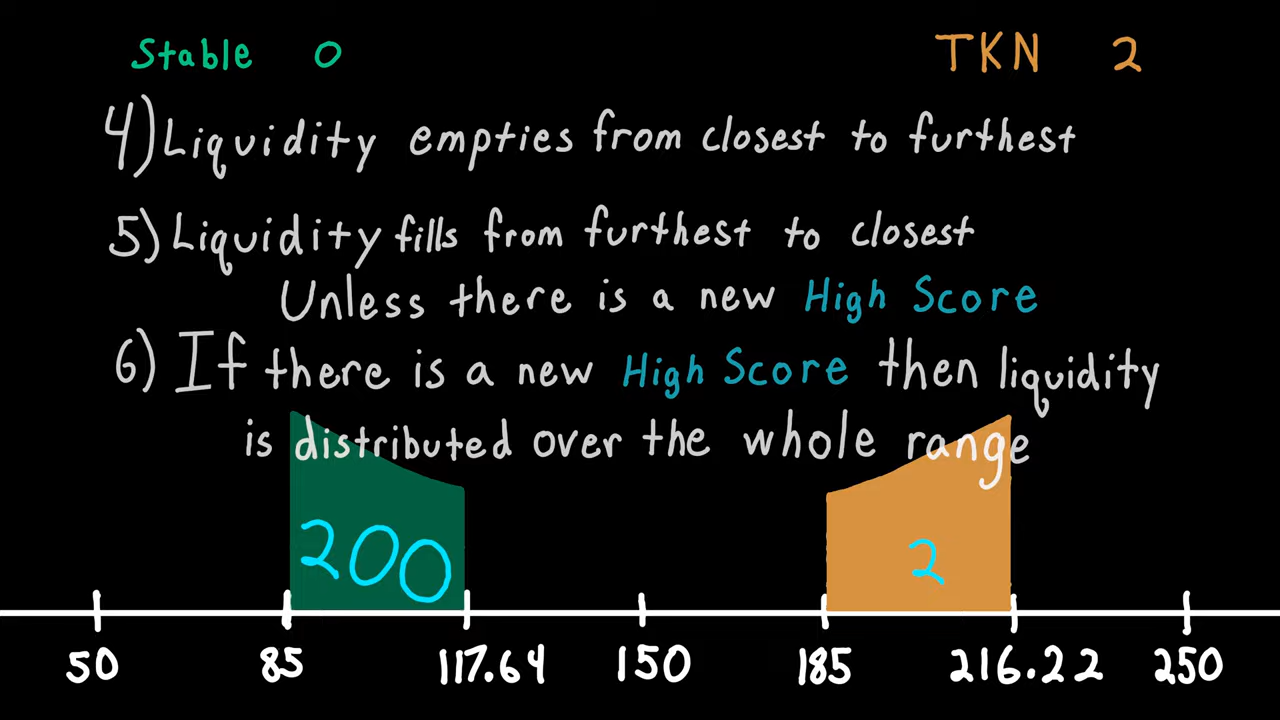 Stable 0 TKN 2
4) Liquidity empties from closest to furthest
5) Liquidity fills from furthest to closest
Unless there is a new High Score
6) If there is a new High Score then liquidity
is distributed over the whole range
200 2
50 85 117.64 150 185 216.22 250